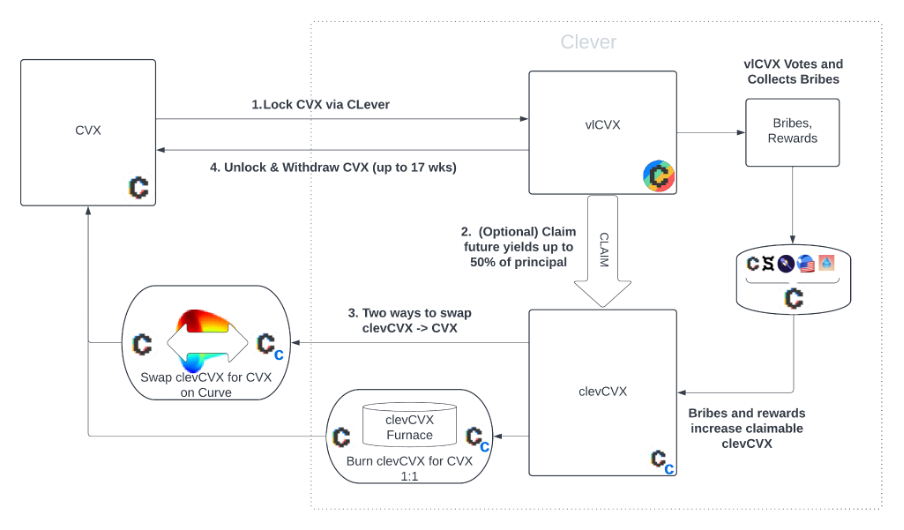 Clever
vlCVX Votes and
Collects Bribes
CVX
1.Lock CVX via CLever
vlCVX
Bribes,
Rewards
4. Unlock & Withdraw CVX (up to 17 wks)
2. (Optional) Claim
future yields up to
50% of principal
CLAIM
3. Two ways to swap
clevCVX -> CVX
Swap clevCVX for CVX
on Curve
clevCVX
Bribes and rewards
increase claimable
clevCVX
clevCVX
Furnace
Burn clevCVX for CVX
1:1